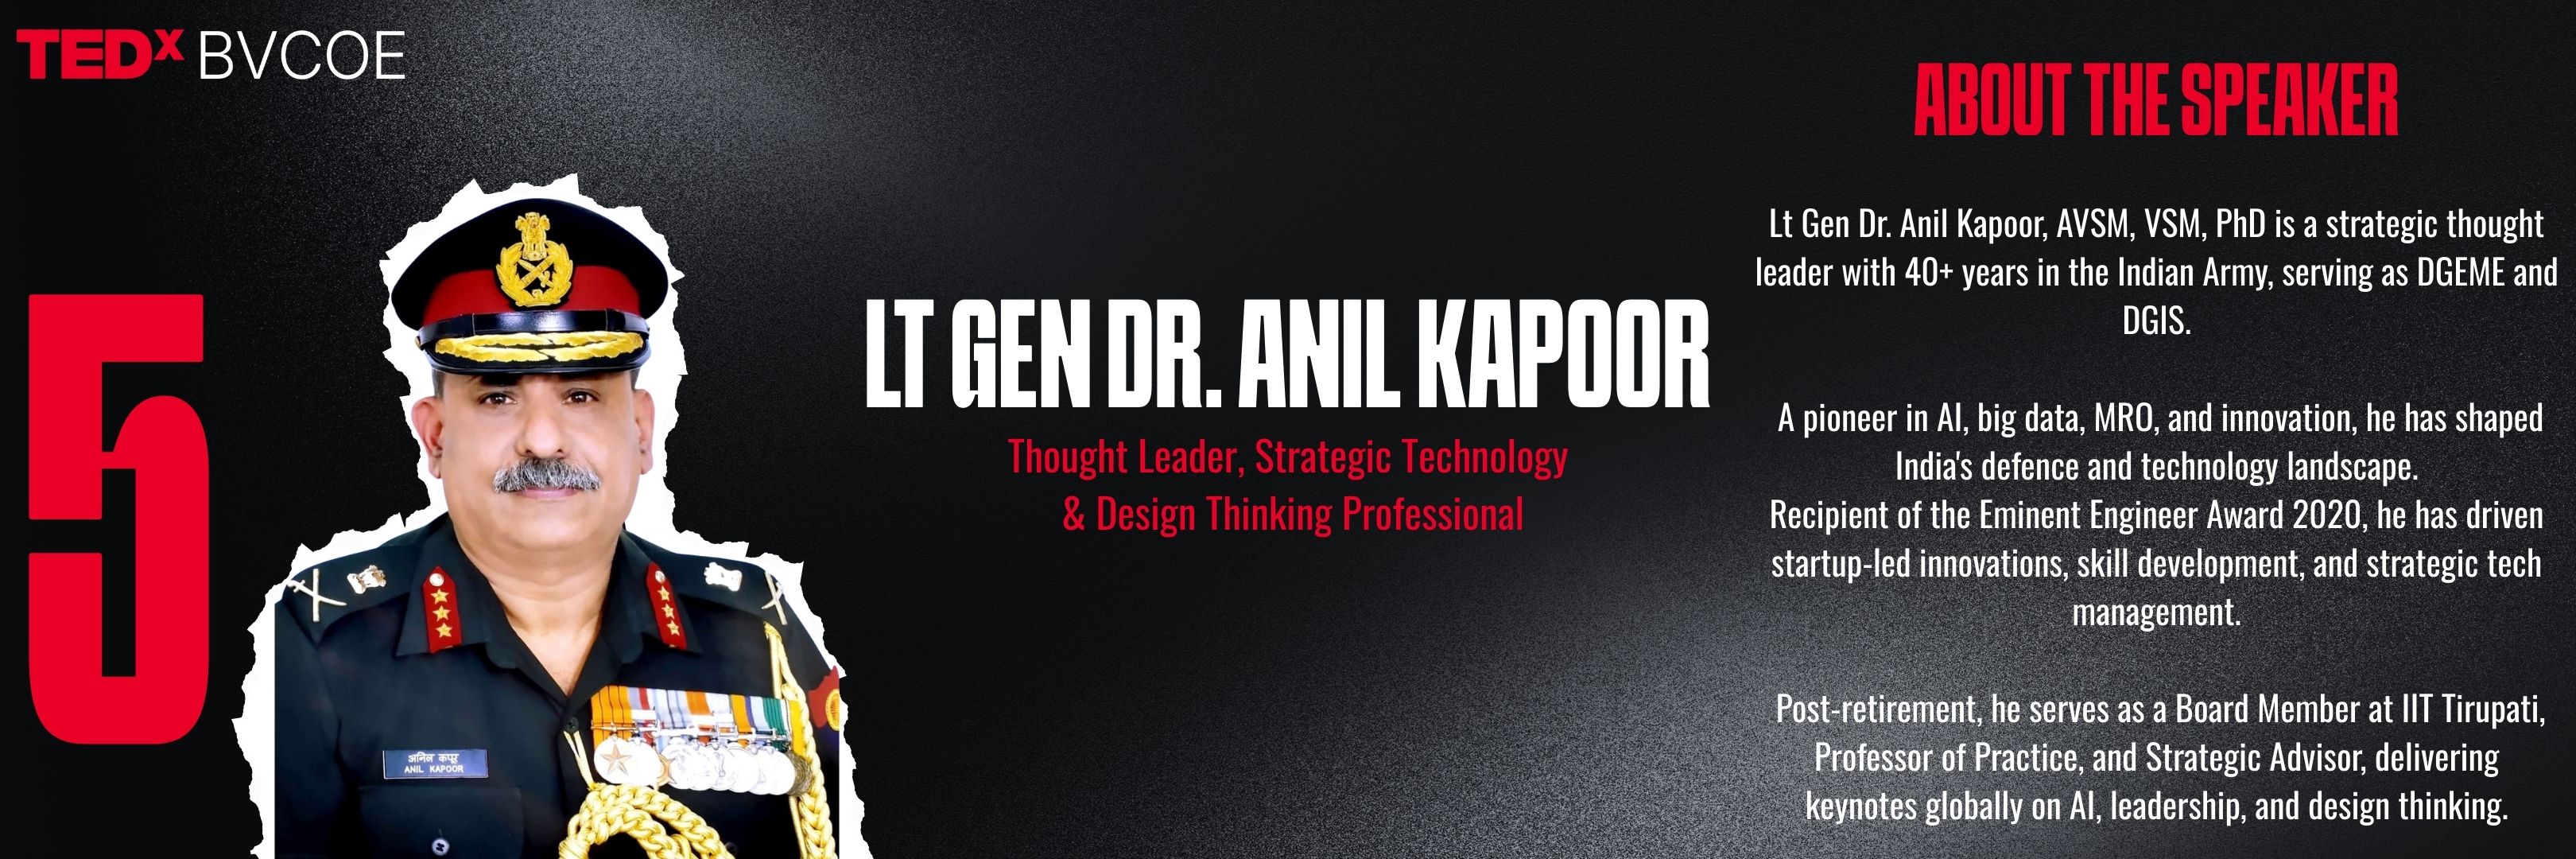 TEDx BVCOE
5
अनिल कपूर
ANIL KAPOOR
LT GEN DR. ANIL KAPOOR
Thought Leader, Strategic Technology
& Design Thinking Professional
ABOUT THE SPEAKER
Lt Gen Dr. Anil Kapoor, AVSM, VSM, PhD is a strategic thought
leader with 40+ years in the Indian Army, serving as DGEME and
DGIS.
A pioneer in AI, big data, MRO, and innovation, he has shaped
India's defence and technology landscape.
Recipient of the Eminent Engineer Award 2020, he has driven
startup-led innovations, skill development, and strategic tech
management.
Post-retirement, he serves as a Board Member at IIT Tirupati,
Professor of Practice, and Strategic Advisor, delivering
keynotes globally on AI, leadership, and design thinking.